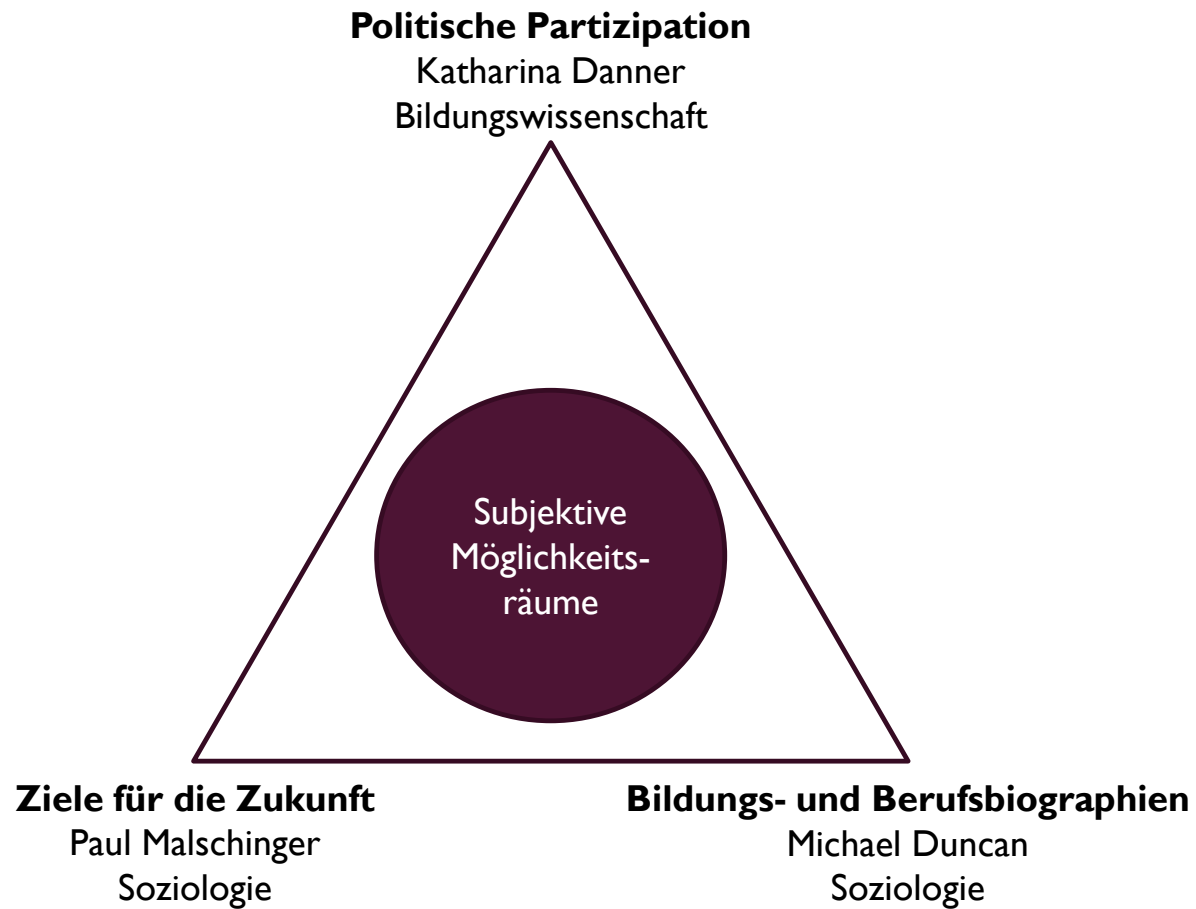 Politische Partizipation
Katharina Danner
Bildungswissenschaft
Subjektive
Möglichkeits-
räume
Ziele für die Zukunft
Paul Malschinger
Soziologie
Bildungs- und Berufsbiographien
Michael Duncan
Soziologie